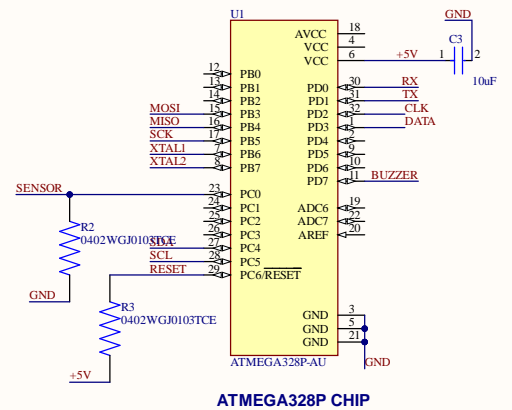 GND
U1
AVCC 18
VCC 4
VCC 6 +5V 1 C3 2
10uF
12 PB0
13 PB1
14 PB2
MOSI 15 PB3
MISO 16 PB4
SCK 17 PB5
XTAL1 7 PB6
XTAL2 8 PB7
PD0 30 RX
PD1 31 TX
PD2 32 CLK
PD3 1 DATA
PD4 2
PD5 9
PD6 10
PD7 11 BUZZER
SENSOR 23 PC0
24 PC1
25 PC2
26 PC3
SDA 27 PC4
SCL 28 PC5
RESET 29 PC6/RESET
ADC6 19
ADC7 22
AREF 20
R2
0402WGJ0103TCE
GND
R3
0402WGJ0103TCE
+5V
GND 3
GND 5
GND 21
GND
ATMEGA328P-AU
ATMEGA328P CHIP